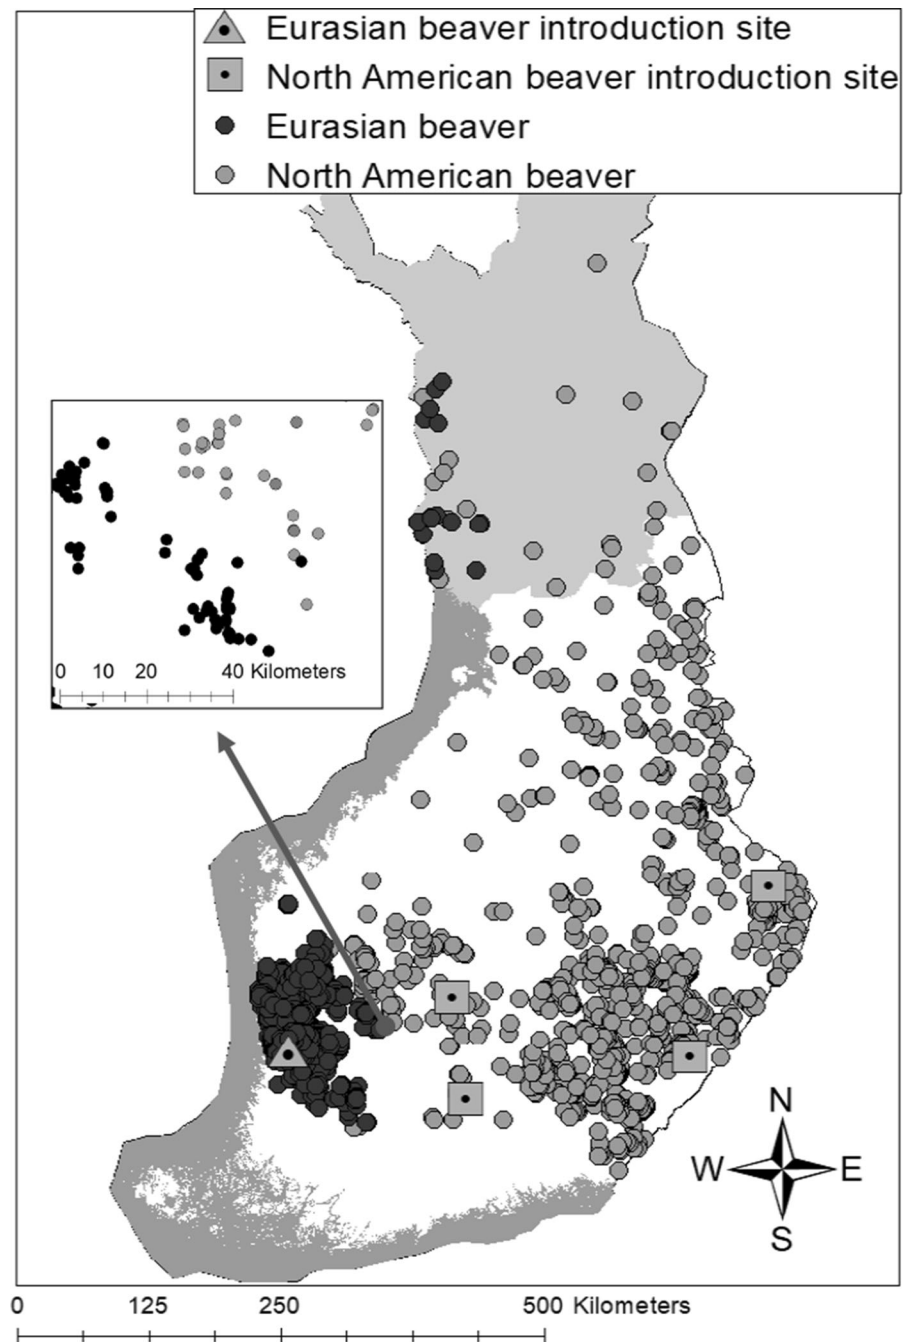 Eurasian beaver introduction site
North American beaver introduction site
Eurasian beaver
North American beaver
0 10 20 40 Kilometers
N
W E
S
0 125 250 500 Kilometers